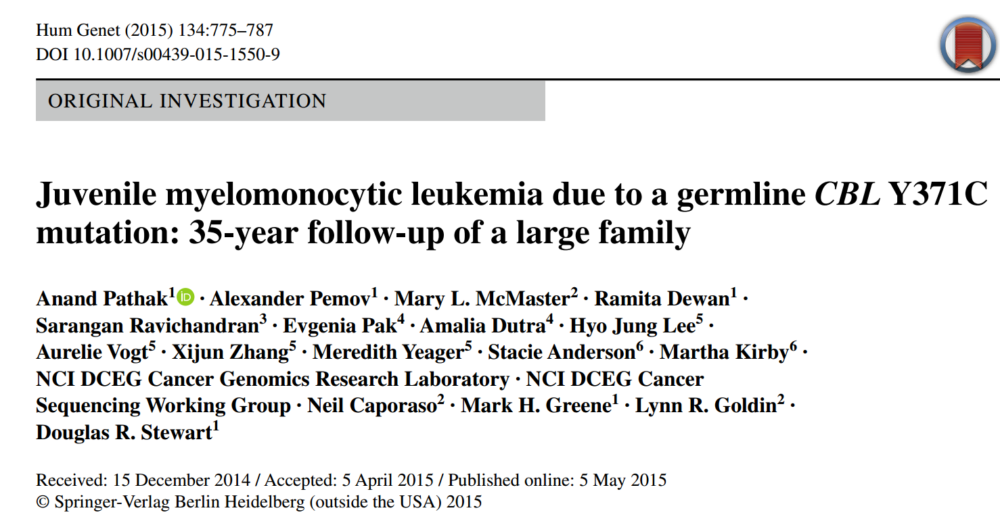 Hum Genet (2015) 134:775–787
DOI 10.1007/s00439-015-1550-9
ORIGINAL INVESTIGATION
Juvenile myelomonocytic leukemia due to a germline CBL Y371C
mutation: 35-year follow-up of a large family
Anand Pathak1 iD · Alexander Pemov1 · Mary L. McMaster2 · Ramita Dewan1 ·
Sarangan Ravichandran3 · Evgenia Pak4 · Amalia Dutra4 · Hyo Jung Lee5 ·
Aurelie Vogt5 · Xijun Zhang5 · Meredith Yeager5 · Stacie Anderson6 · Martha Kirby6 ·
NCI DCEG Cancer Genomics Research Laboratory · NCI DCEG Cancer
Sequencing Working Group · Neil Caporaso2 · Mark H. Greene1 · Lynn R. Goldin2 ·
Douglas R. Stewart1
Received: 15 December 2014 / Accepted: 5 April 2015 / Published online: 5 May 2015
© Springer-Verlag Berlin Heidelberg (outside the USA) 2015